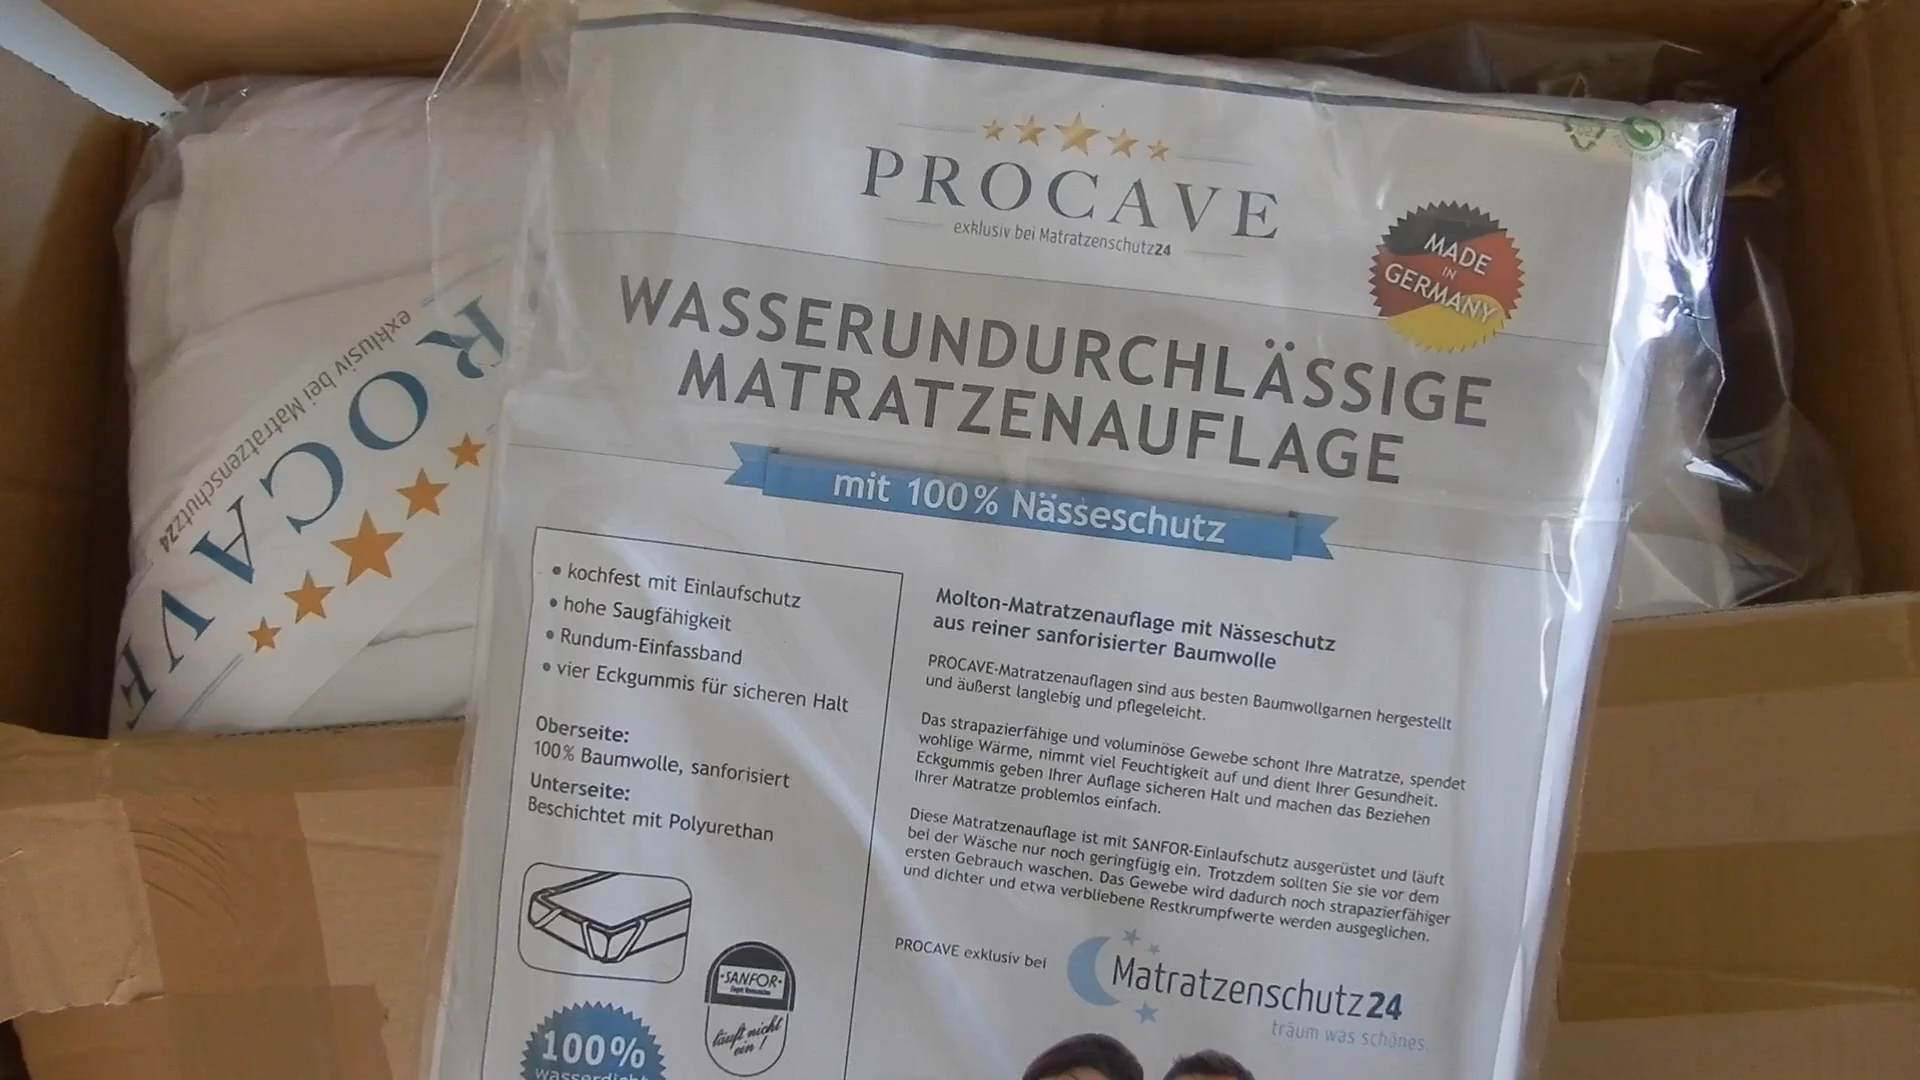 PROCAVE
exklusiv bei Matratzenschutz24
MADE
IN
GERMANY
WASSERUNDURCHLÄSSIGE
MATRATZENAUFLAGE
mit 100% Nässeschutz
• kochfest mit Einlaufschutz
• hohe Saugfähigkeit
• Rundum-Einfassband
• vier Eckgummis für sicheren Halt
Oberseite:
100% Baumwolle, sanforisiert
Unterseite:
Beschichtet mit Polyurethan
·SANFOR·
läuft nicht
ein!
100%
wasserdicht
Molton-Matratzenauflage mit Nässeschutz
aus reiner sanforisierter Baumwolle
PROCAVE-Matratzenauflagen sind aus besten Baumwollgarnen hergestellt
und äußerst langlebig und pflegeleicht.
Das strapazierfähige und voluminöse Gewebe schont Ihre Matratze, spendet
wohlige Wärme, nimmt viel Feuchtigkeit auf und dient Ihrer Gesundheit.
Eckgummis geben Ihrer Auflage sicheren Halt und machen das Beziehen
Ihrer Matratze problemlos einfach.
Diese Matratzenauflage ist mit SANFOR-Einlaufschutz ausgerüstet und läuft
bei der Wäsche nur noch geringfügig ein. Trotzdem sollten Sie sie vor dem
ersten Gebrauch waschen. Das Gewebe wird dadurch noch strapazierfähiger
und dichter und etwa verbliebene Restkrumpfwerte werden ausgeglichen.
PROCAVE exklusiv bei
Matratzenschutz24
träum was schönes.
ROCAVE
exklusiv bei Matratzenschutz24